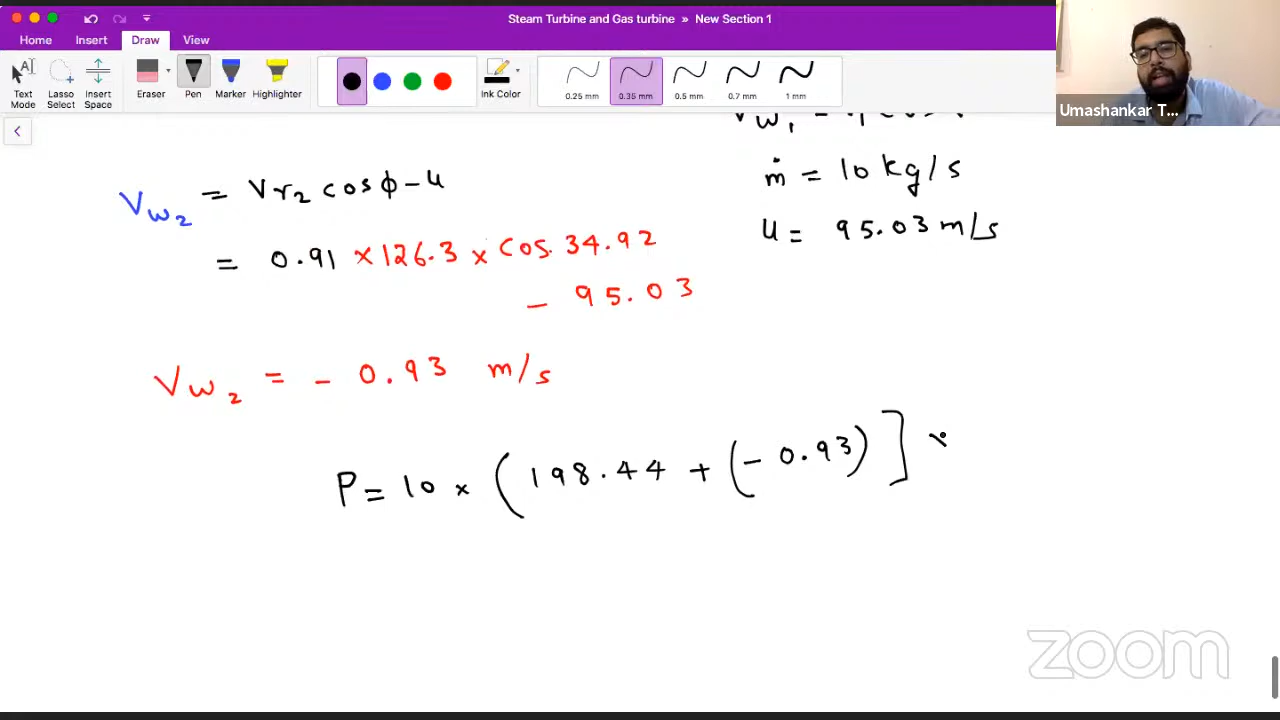 Steam Turbine and Gas turbine » New Section 1
Home Insert Draw View
Text Mode Lasso Select Insert Space Eraser Pen Marker Highlighter Ink Color 0.25 mm 0.35 mm 0.5 mm 0.7 mm 1 mm
Umashankar T...
Vw2 = Vr2 cos ϕ - u
= 0.91 × 126.3 × cos. 34.92
- 95.03
Vw2 = - 0.93 m/s
ṁ = 10 kg/s
u = 95.03 m/s
P = 10 × (198.44 + (- 0.93)] ×
zoom